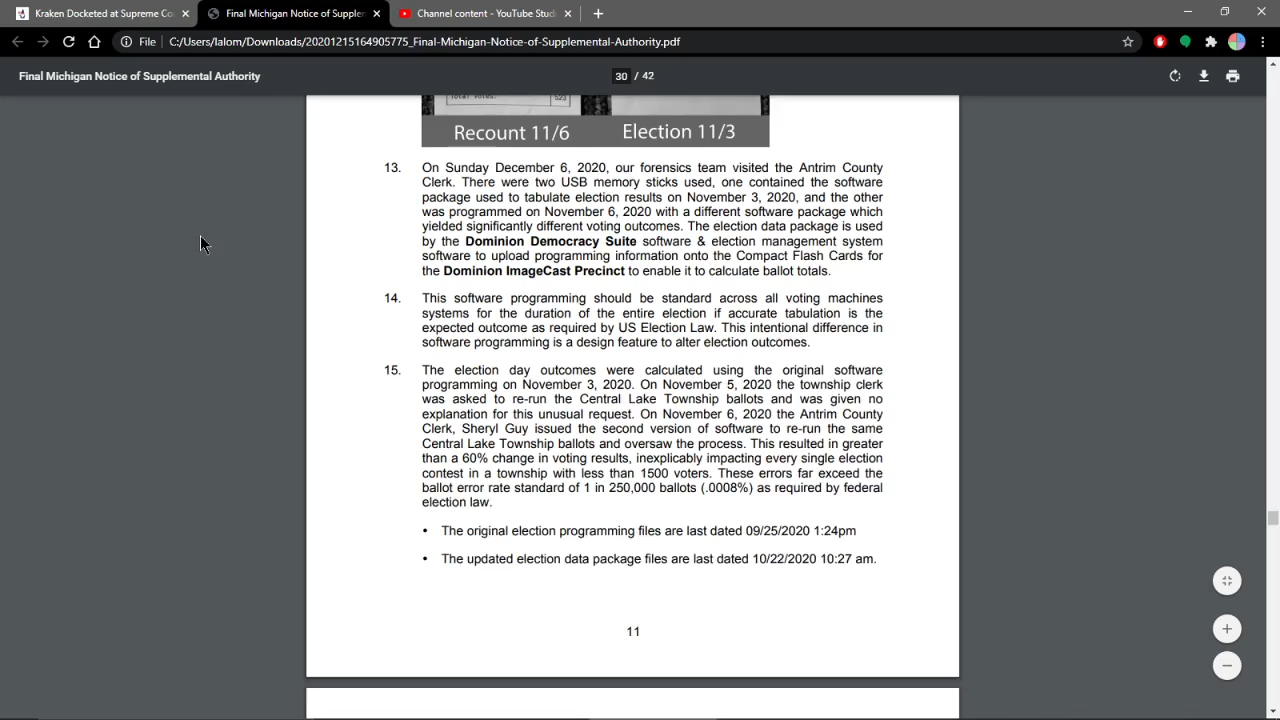 Kraken Docketed at Supreme Co
Final Michigan Notice of Supplem
Channel content - YouTube Stud
File
C:/Users/lalom/Downloads/20201215164905775_Final-Michigan-Notice-of-Supplemental-Authority.pdf
Final Michigan Notice of Supplemental Authority
30 / 42
Total Votes:
523
Recount 11/6
Election 11/3
13. On Sunday December 6, 2020, our forensics team visited the Antrim County
Clerk. There were two USB memory sticks used, one contained the software
package used to tabulate election results on November 3, 2020, and the other
was programmed on November 6, 2020 with a different software package which
yielded significantly different voting outcomes. The election data package is used
by the Dominion Democracy Suite software & election management system
software to upload programming information onto the Compact Flash Cards for
the Dominion ImageCast Precinct to enable it to calculate ballot totals.
14. This software programming should be standard across all voting machines
systems for the duration of the entire election if accurate tabulation is the
expected outcome as required by US Election Law. This intentional difference in
software programming is a design feature to alter election outcomes.
15. The election day outcomes were calculated using the original software
programming on November 3, 2020. On November 5, 2020 the township clerk
was asked to re-run the Central Lake Township ballots and was given no
explanation for this unusual request. On November 6, 2020 the Antrim County
Clerk, Sheryl Guy issued the second version of software to re-run the same
Central Lake Township ballots and oversaw the process. This resulted in greater
than a 60% change in voting results, inexplicably impacting every single election
contest in a township with less than 1500 voters. These errors far exceed the
ballot error rate standard of 1 in 250,000 ballots (.0008%) as required by federal
election law.
• The original election programming files are last dated 09/25/2020 1:24pm
• The updated election data package files are last dated 10/22/2020 10:27 am.
11